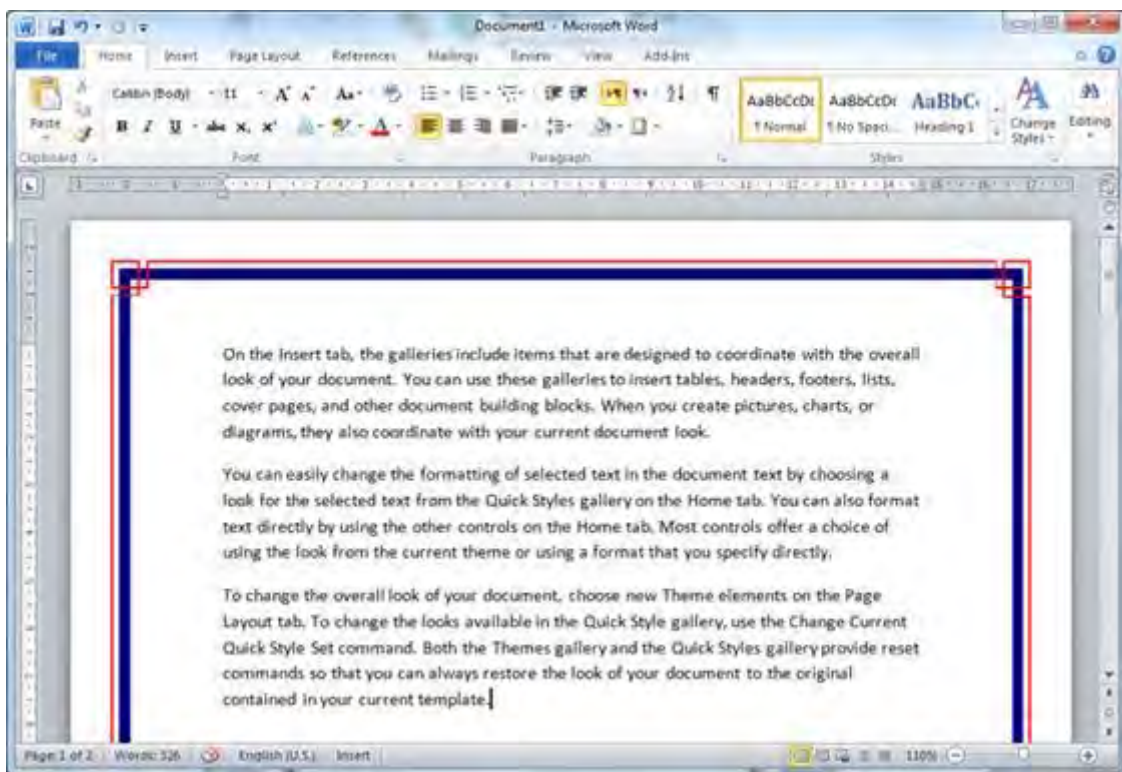 Document1 - Microsoft Word
File Home Insert Page Layout References Mailings Review View Add-Ins
Calibri (Body) 11
Paste
AaBbCcDc AaBbCcDc AaBbC
¶ Normal ¶ No Spaci... Heading 1
Change Styles
Editing
Clipboard Font Paragraph Styles
On the Insert tab, the galleries include items that are designed to coordinate with the overall
look of your document. You can use these galleries to insert tables, headers, footers, lists,
cover pages, and other document building blocks. When you create pictures, charts, or
diagrams, they also coordinate with your current document look.
You can easily change the formatting of selected text in the document text by choosing a
look for the selected text from the Quick Styles gallery on the Home tab. You can also format
text directly by using the other controls on the Home tab. Most controls offer a choice of
using the look from the current theme or using a format that you specify directly.
To change the overall look of your document, choose new Theme elements on the Page
Layout tab. To change the looks available in the Quick Style gallery, use the Change Current
Quick Style Set command. Both the Themes gallery and the Quick Styles gallery provide reset
commands so that you can always restore the look of your document to the original
contained in your current template.
Page: 1 of 2 Words: 326 English (U.S.) Insert 110%